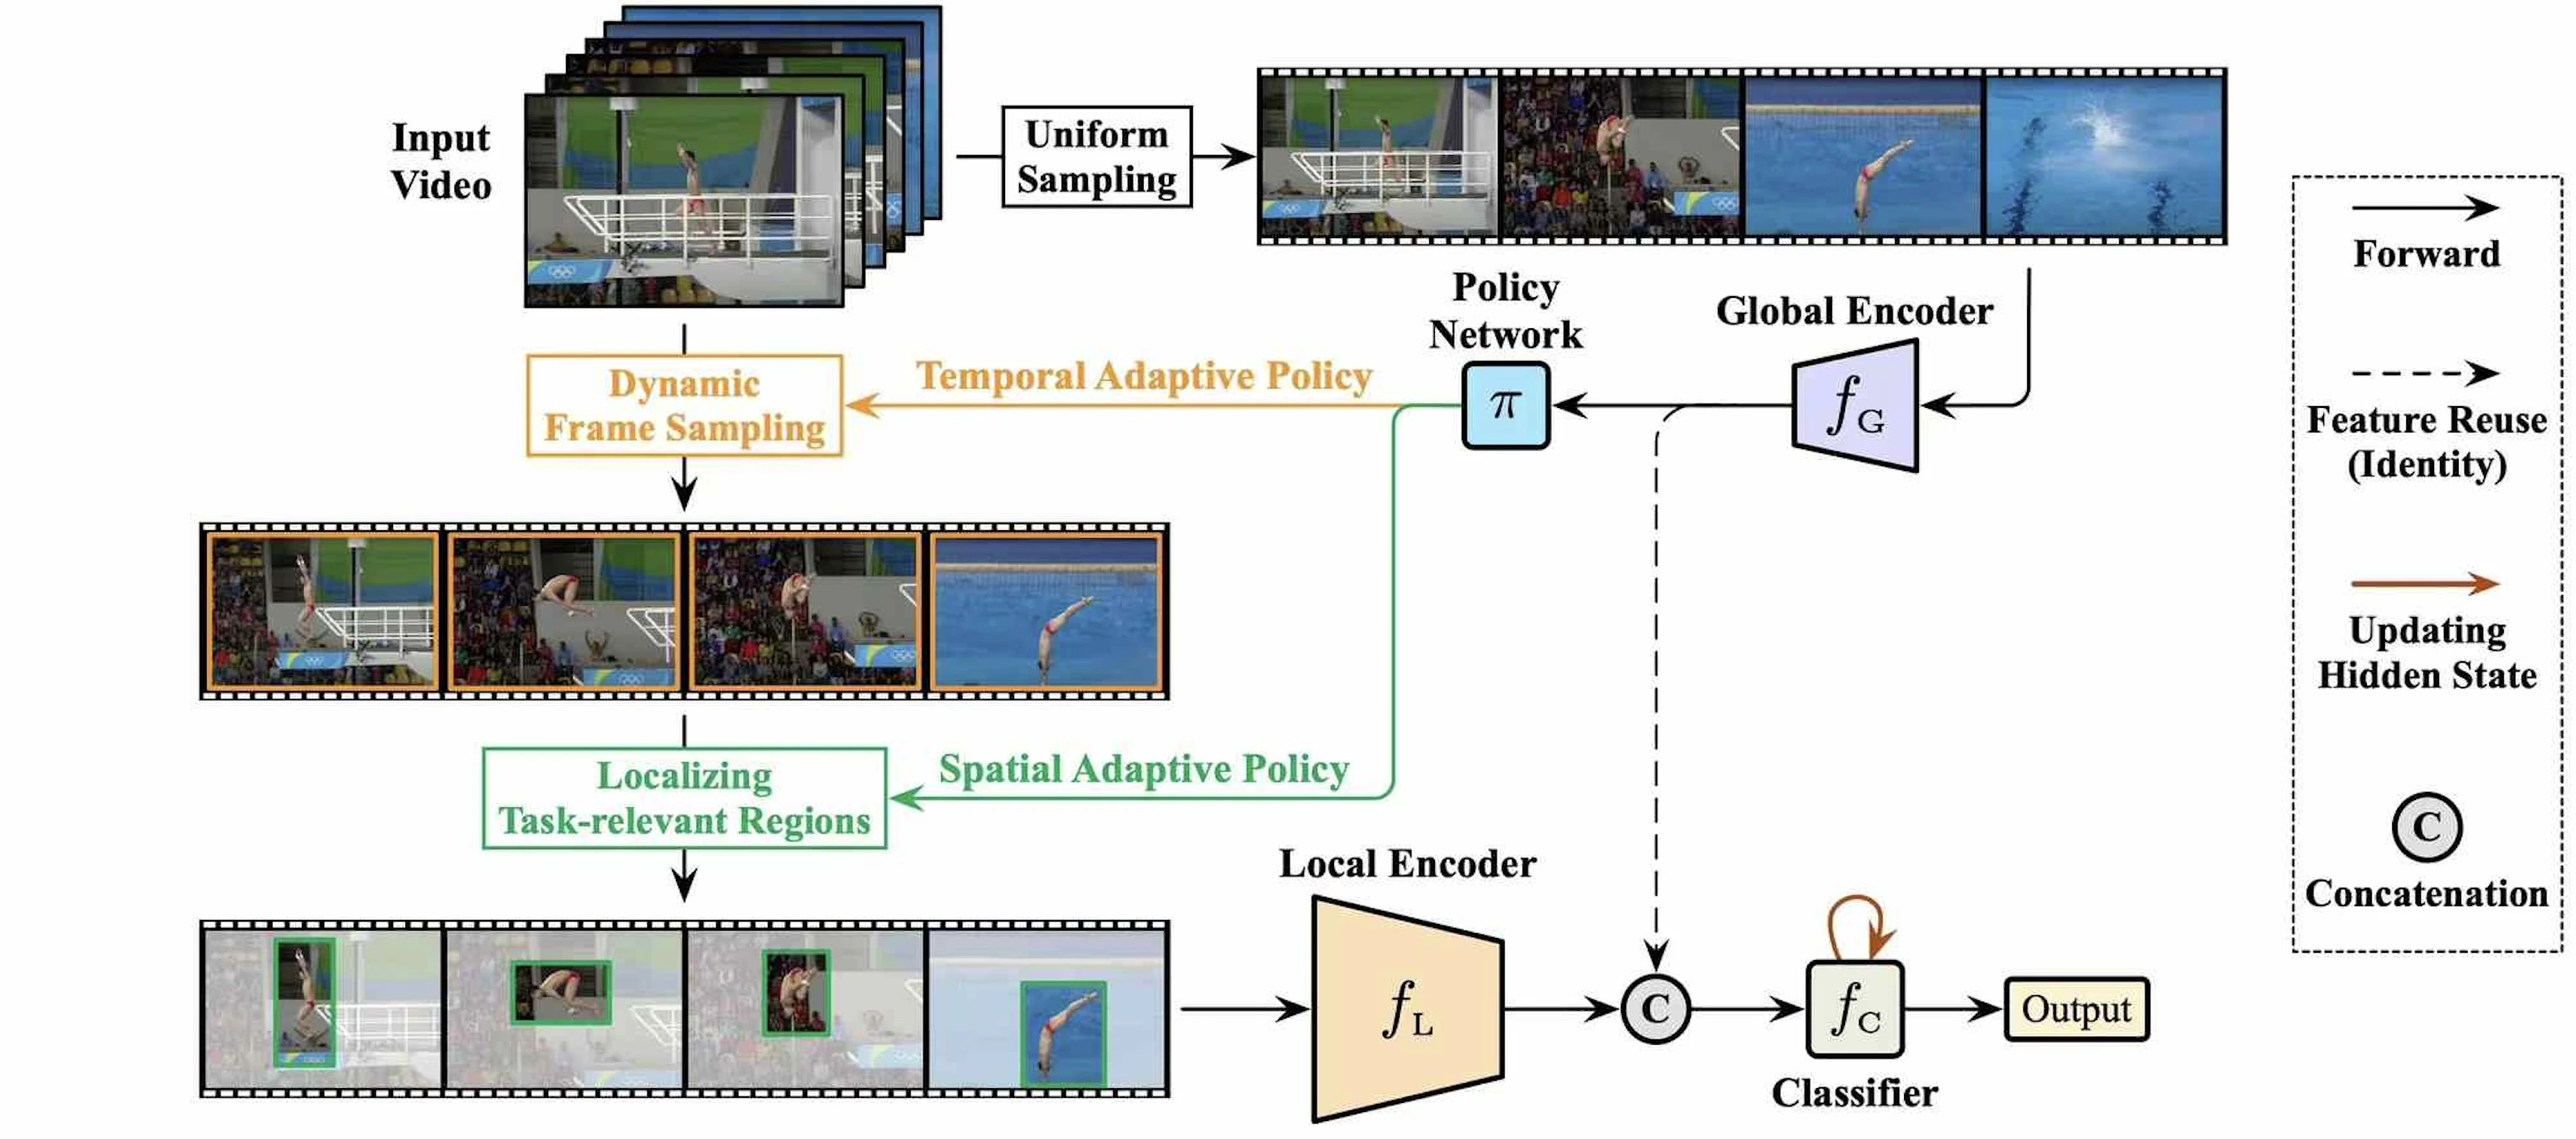 Input
Video
Uniform
Sampling
Policy
Network
Global Encoder
π
f_G
Dynamic
Frame Sampling
Temporal Adaptive Policy
Localizing
Task-relevant Regions
Spatial Adaptive Policy
Local Encoder
f_L
C
f_C
Classifier
Output
Forward
Feature Reuse
(Identity)
Updating
Hidden State
C
Concatenation